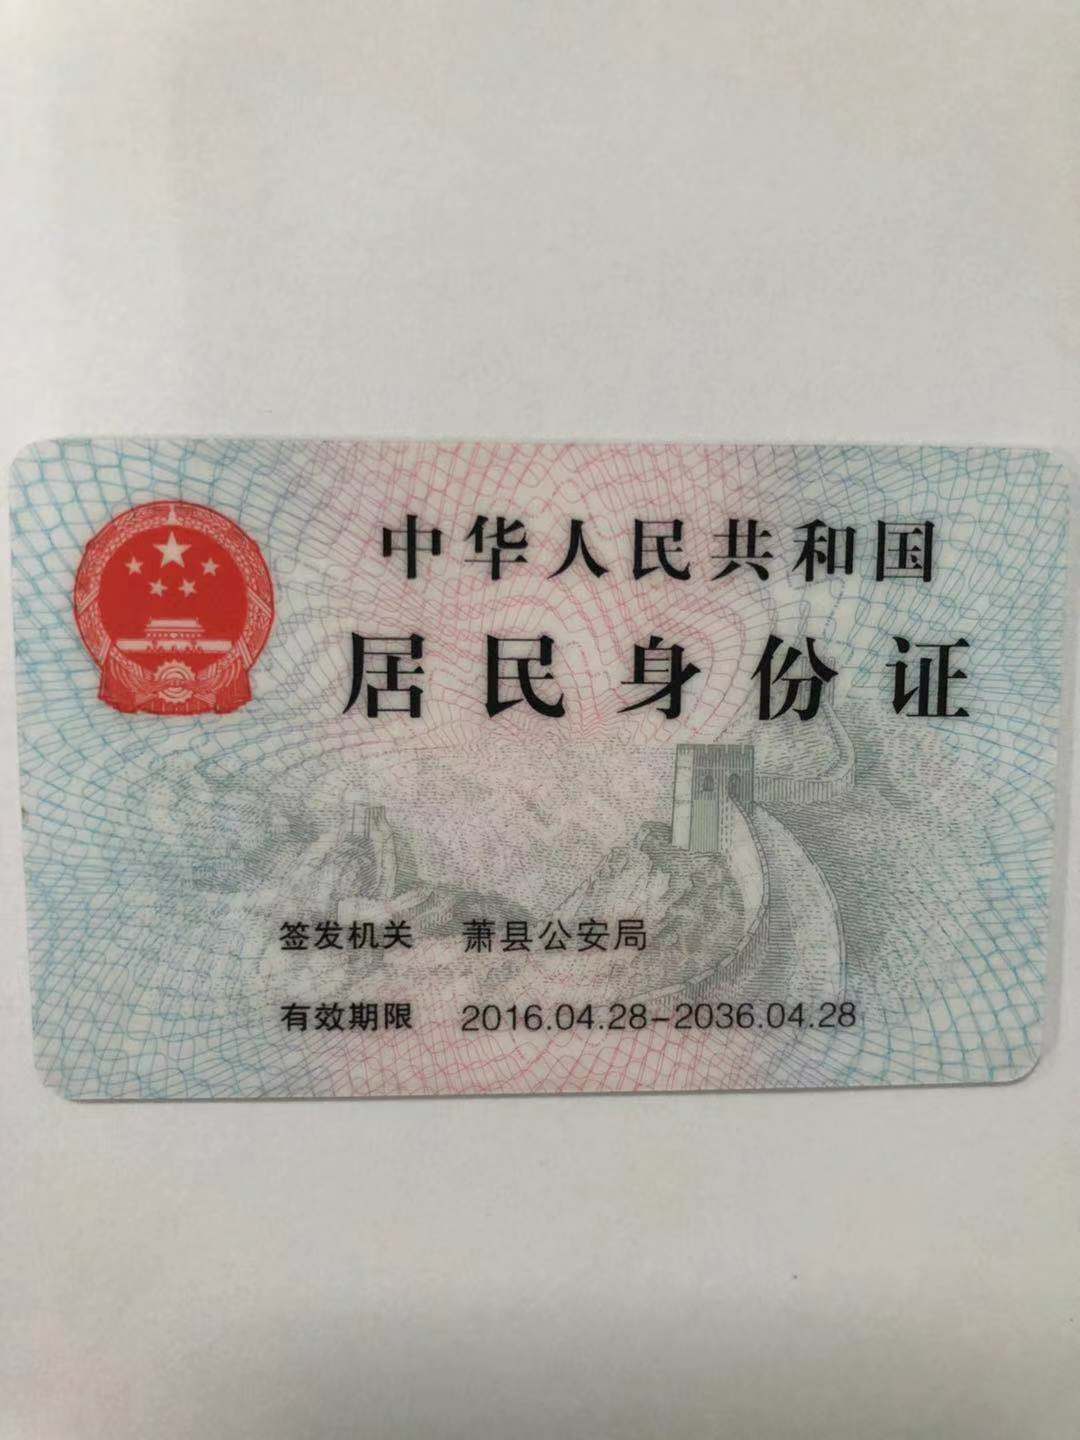 中华人民共和国
居民身份证
签发机关 萧县公安局
有效期限 2016.04.28-2036.04.28